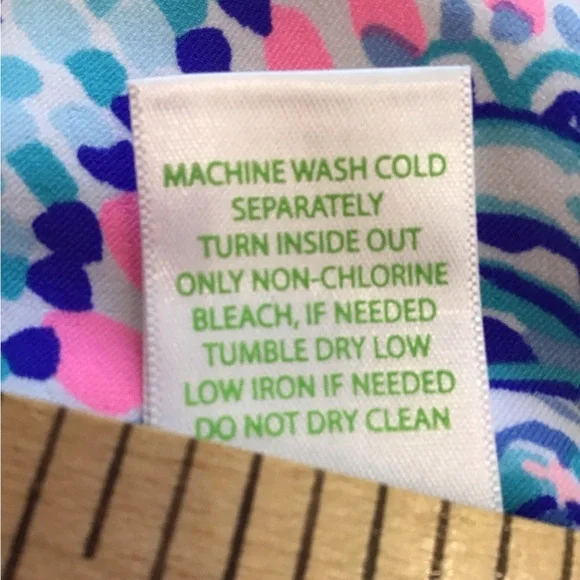 MACHINE WASH COLD
SEPARATELY
TURN INSIDE OUT
ONLY NON-CHLORINE
BLEACH, IF NEEDED
TUMBLE DRY LOW
LOW IRON IF NEEDED
DO NOT DRY CLEAN